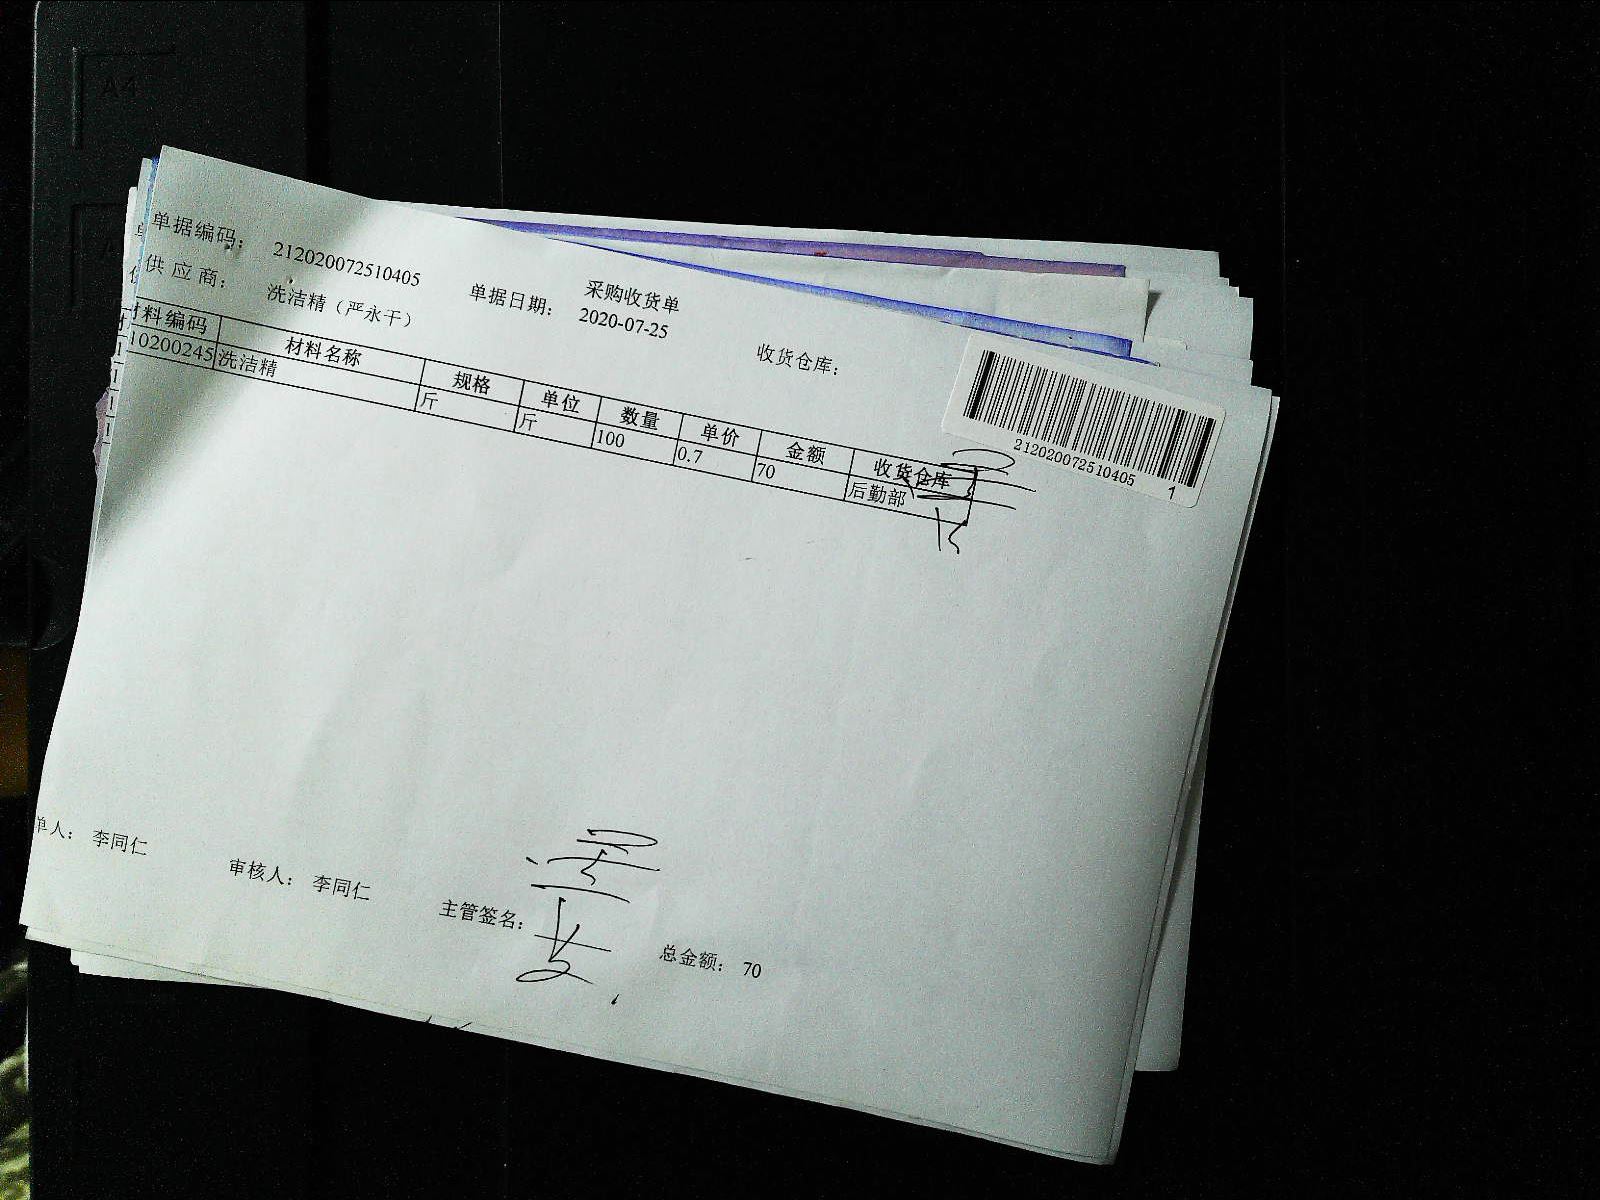 采购收货单
单据编码： 212020072510405 单据日期： 2020-07-25 收货仓库：
供应商： 洗洁精（严永干）
材料编码 材料名称 规格 单位 数量 单价 金额 收货仓库
10200245 洗洁精 斤 斤 100 0.7 70 后勤部
212020072510405 1
单人： 李同仁 审核人： 李同仁 主管签名： 总金额： 70
A4